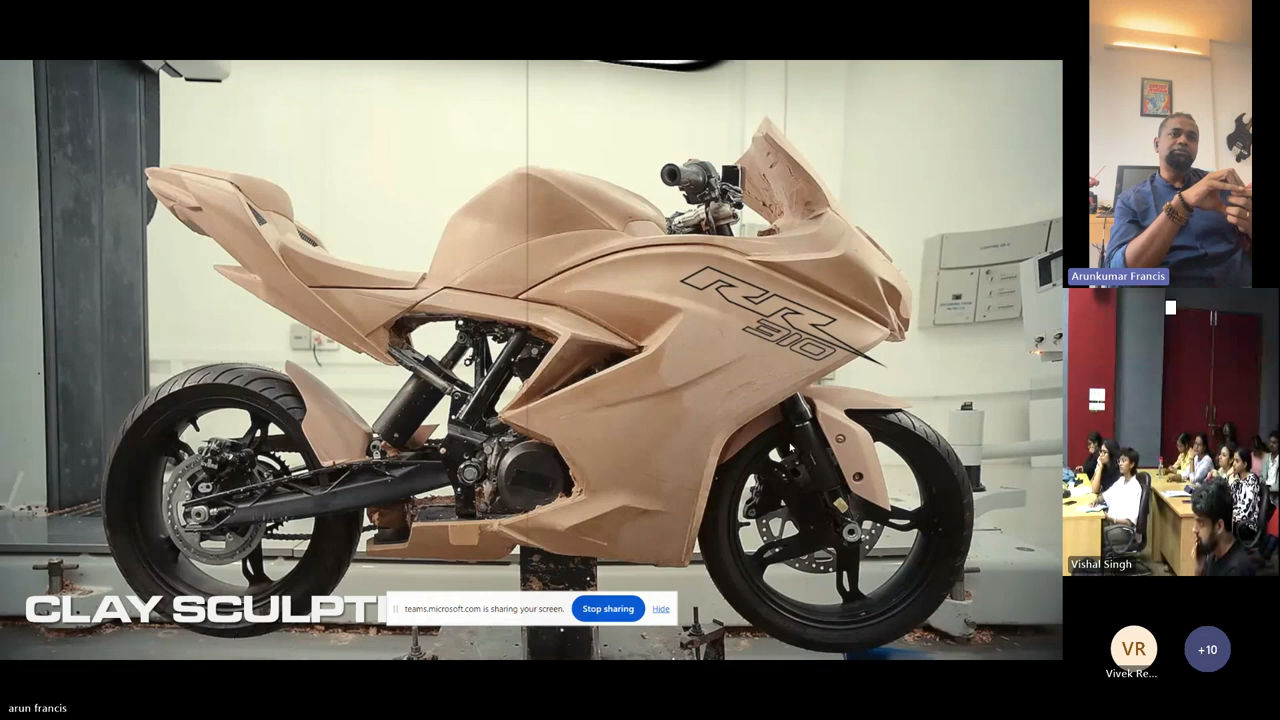 RR
310
CLAY SCULPTI
teams.microsoft.com is sharing your screen.
Stop sharing
Hide
Arunkumar Francis
Vishal Singh
VR
+10
Vivek Re...
arun francis